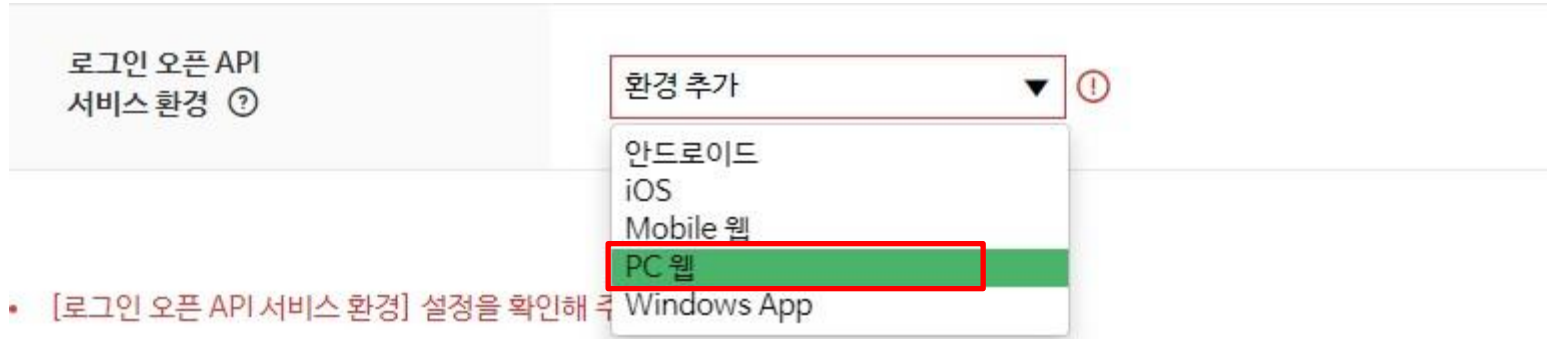 로그인 오픈 API
서비스 환경 ?
환경 추가
!
안드로이드
iOS
Mobile 웹
PC 웹
Windows App
[로그인 오픈 API 서비스 환경] 설정을 확인해